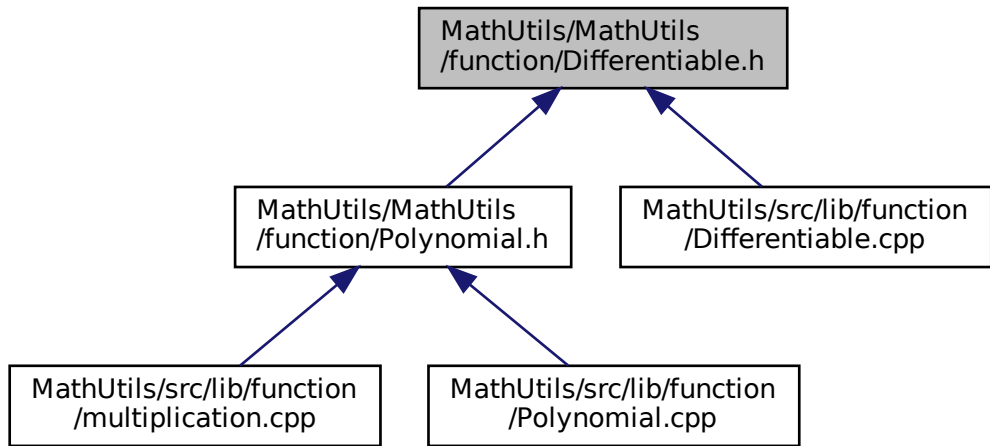 MathUtils/MathUtils
/function/Differentiable.h
MathUtils/MathUtils
/function/Polynomial.h
MathUtils/src/lib/function
/Differentiable.cpp
MathUtils/src/lib/function
/multiplication.cpp
MathUtils/src/lib/function
/Polynomial.cpp